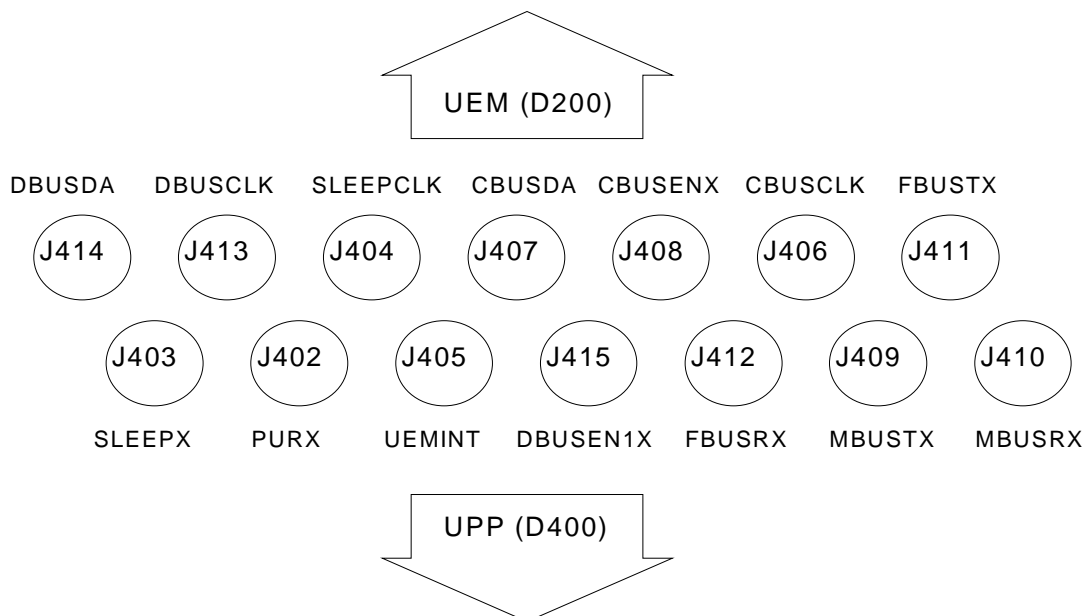 UEM (D200)
DBUSDA DBUSCLK SLEEPCLK CBUSDA CBUSENX CBUSCLK FBUSTX
J414 J413 J404 J407 J408 J406 J411
J403 J402 J405 J415 J412 J409 J410
SLEEPX PURX UEMINT DBUSEN1X FBUSRX MBUSTX MBUSRX
UPP (D400)